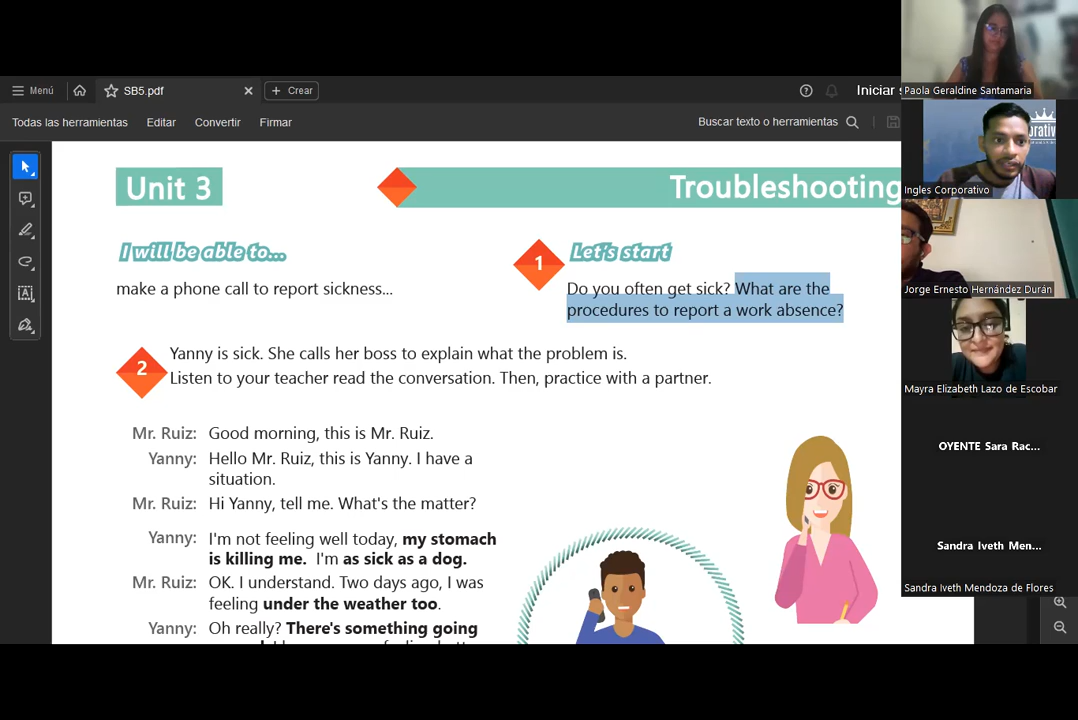 Menú
SB5.pdf
Crear
Iniciar s
Todas las herramientas
Editar
Convertir
Firmar
Buscar texto o herramientas
Unit 3
Troubleshooting
I will be able to...
make a phone call to report sickness...
1
Let's start
Do you often get sick? What are the
procedures to report a work absence?
2
Yanny is sick. She calls her boss to explain what the problem is.
Listen to your teacher read the conversation. Then, practice with a partner.
Mr. Ruiz: Good morning, this is Mr. Ruiz.
Yanny: Hello Mr. Ruiz, this is Yanny. I have a
situation.
Mr. Ruiz: Hi Yanny, tell me. What's the matter?
Yanny: I'm not feeling well today, my stomach
is killing me. I'm as sick as a dog.
Mr. Ruiz: OK. I understand. Two days ago, I was
feeling under the weather too.
Yanny: Oh really? There's something going
Paola Geraldine Santamaria
Ingles Corporativo
Jorge Ernesto Hernández Durán
Mayra Elizabeth Lazo de Escobar
OYENTE Sara Rac...
Sandra Iveth Men...
Sandra Iveth Mendoza de Flores